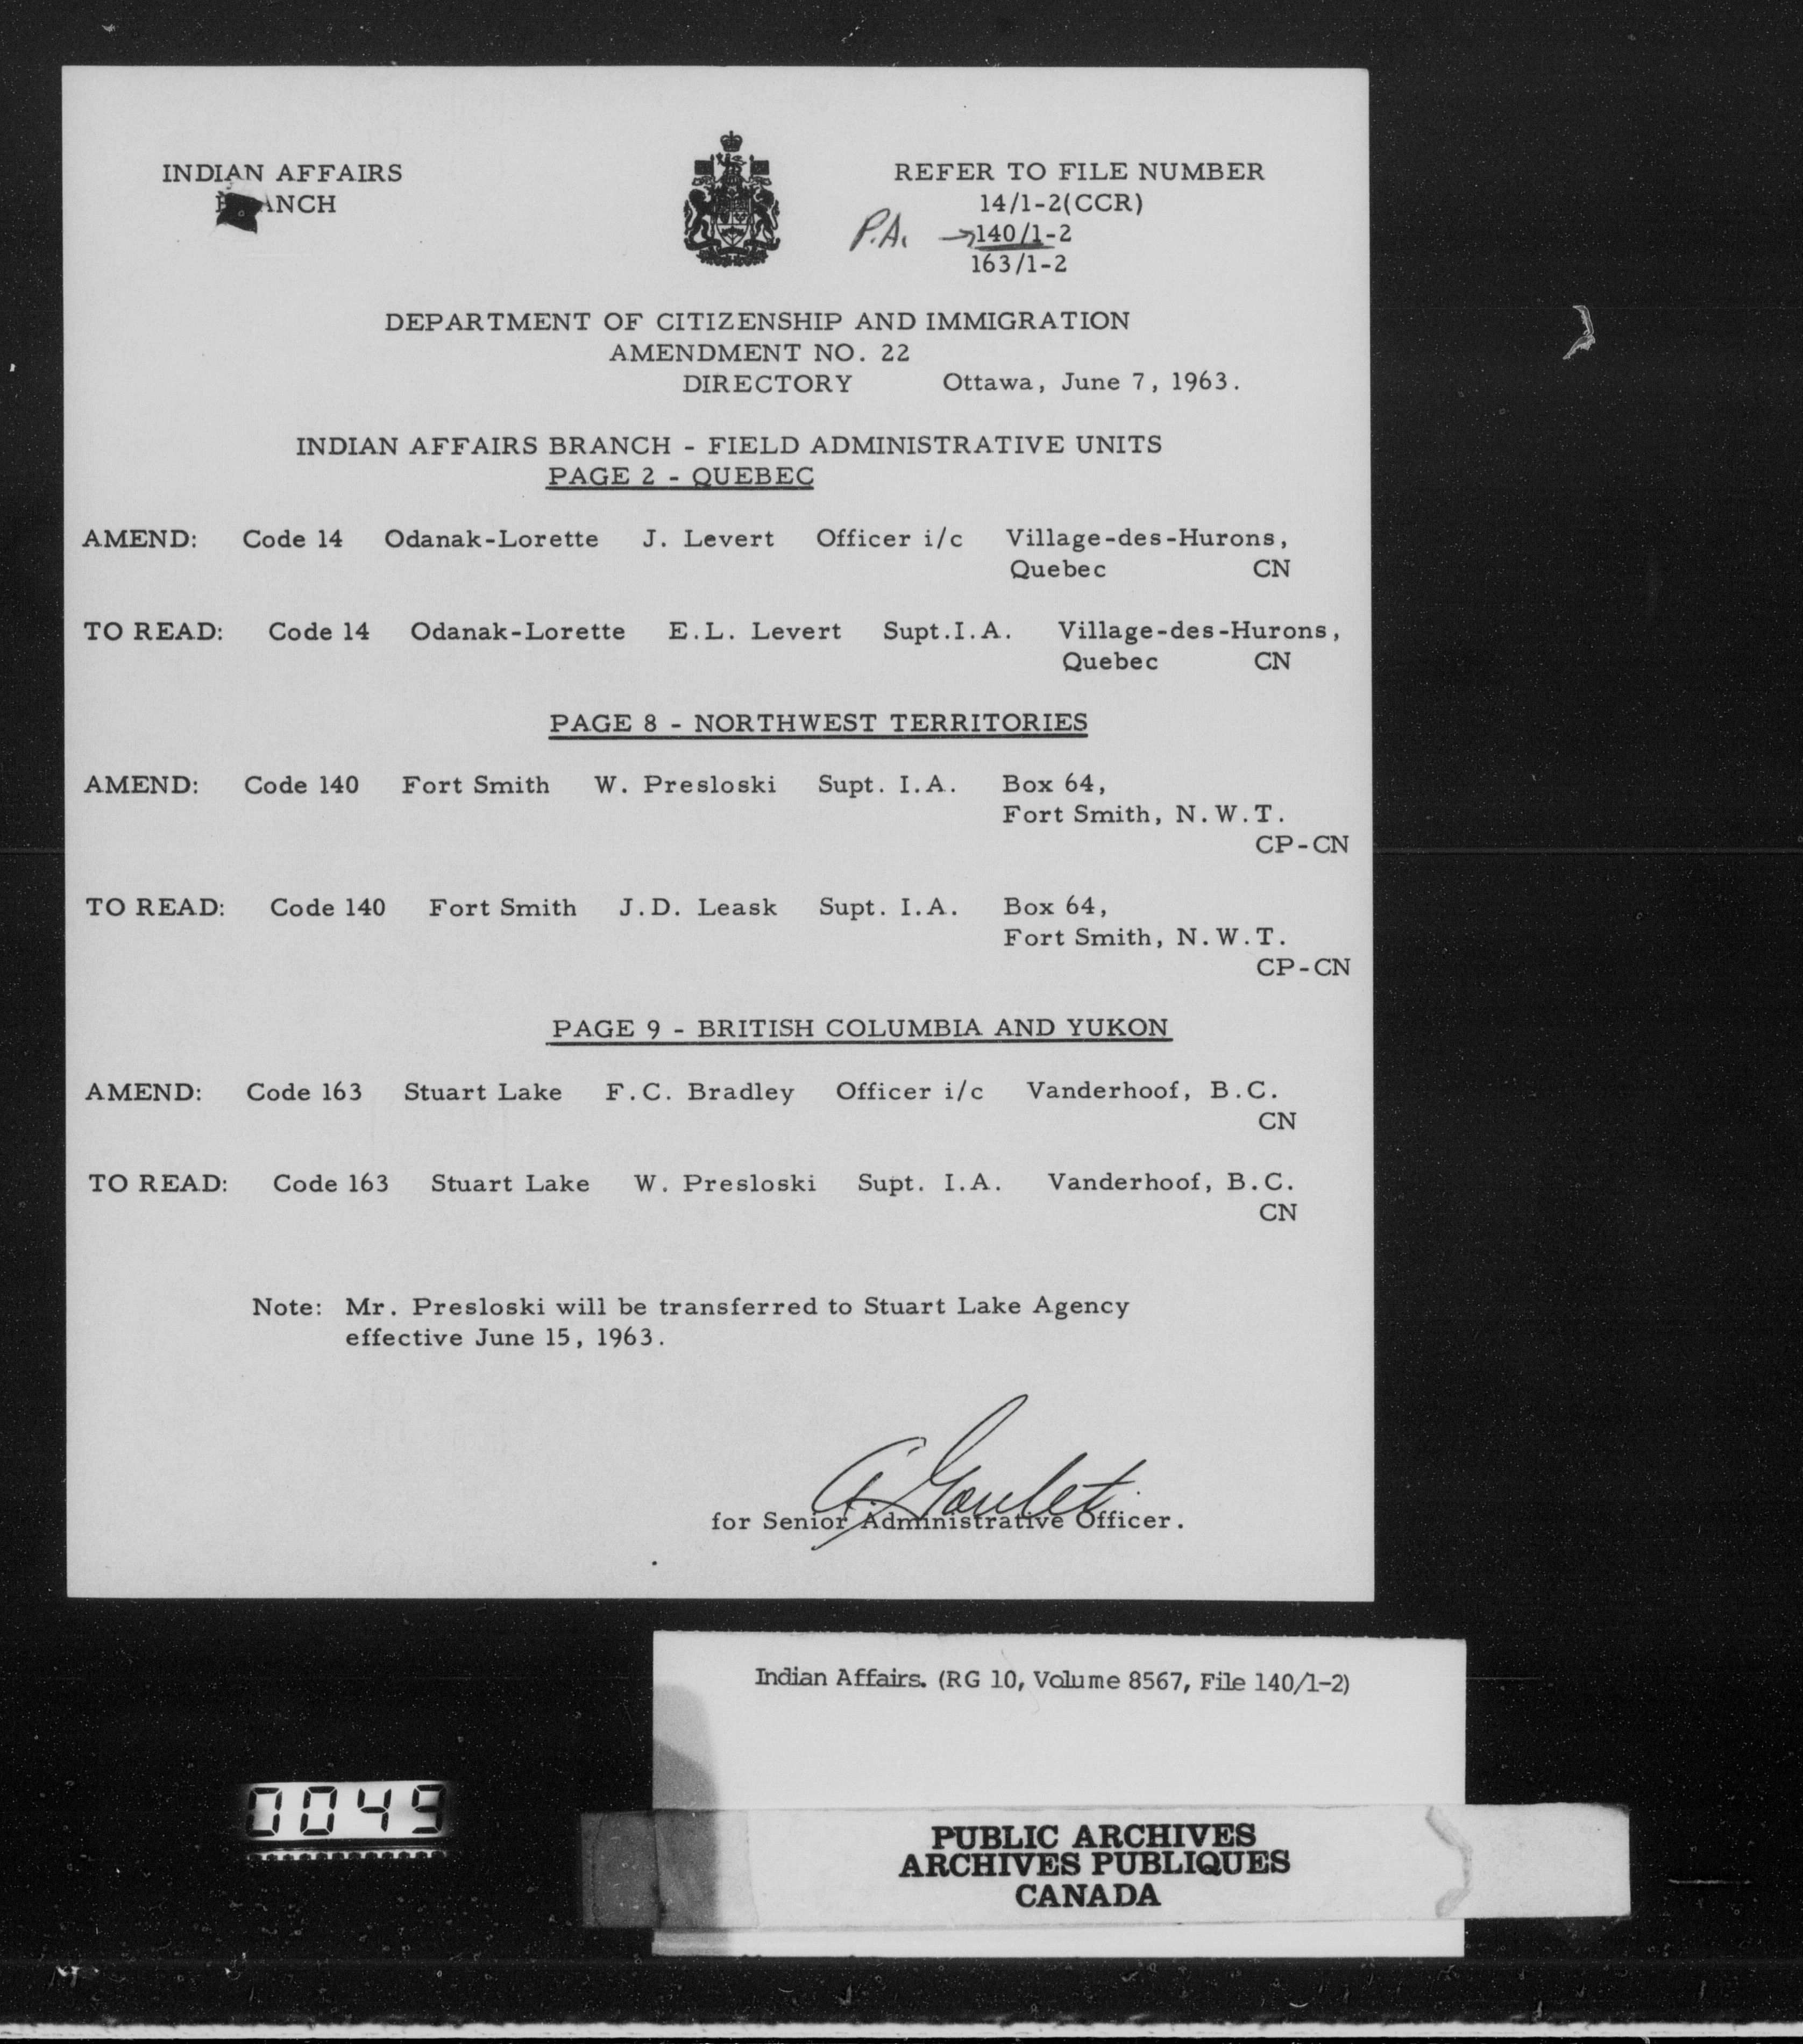 INDIAN AFFAIRS
BRANCH
REFER TO FILE NUMBER
14/1-2(CCR)
P.A. →140/1-2
163/1-2
DEPARTMENT OF CITIZENSHIP AND IMMIGRATION
AMENDMENT NO. 22
DIRECTORY Ottawa, June 7, 1963.
INDIAN AFFAIRS BRANCH - FIELD ADMINISTRATIVE UNITS
PAGE 2 - QUEBEC
AMEND: Code 14 Odanak-Lorette J. Levert Officer i/c Village-des-Hurons,
Quebec CN
TO READ: Code 14 Odanak-Lorette E.L. Levert Supt.I.A. Village-des-Hurons,
Quebec CN
PAGE 8 - NORTHWEST TERRITORIES
AMEND: Code 140 Fort Smith W. Presloski Supt. I.A. Box 64,
Fort Smith, N.W.T.
CP-CN
TO READ: Code 140 Fort Smith J.D. Leask Supt. I.A. Box 64,
Fort Smith, N.W.T.
CP-CN
PAGE 9 - BRITISH COLUMBIA AND YUKON
AMEND: Code 163 Stuart Lake F.C. Bradley Officer i/c Vanderhoof, B.C.
CN
TO READ: Code 163 Stuart Lake W. Presloski Supt. I.A. Vanderhoof, B.C.
CN
Note: Mr. Presloski will be transferred to Stuart Lake Agency
effective June 15, 1963.
A. Goulet
for Senior Administrative Officer.
Indian Affairs. (RG 10, Volume 8567, File 140/1-2)
0049
PUBLIC ARCHIVES
ARCHIVES PUBLIQUES
CANADA